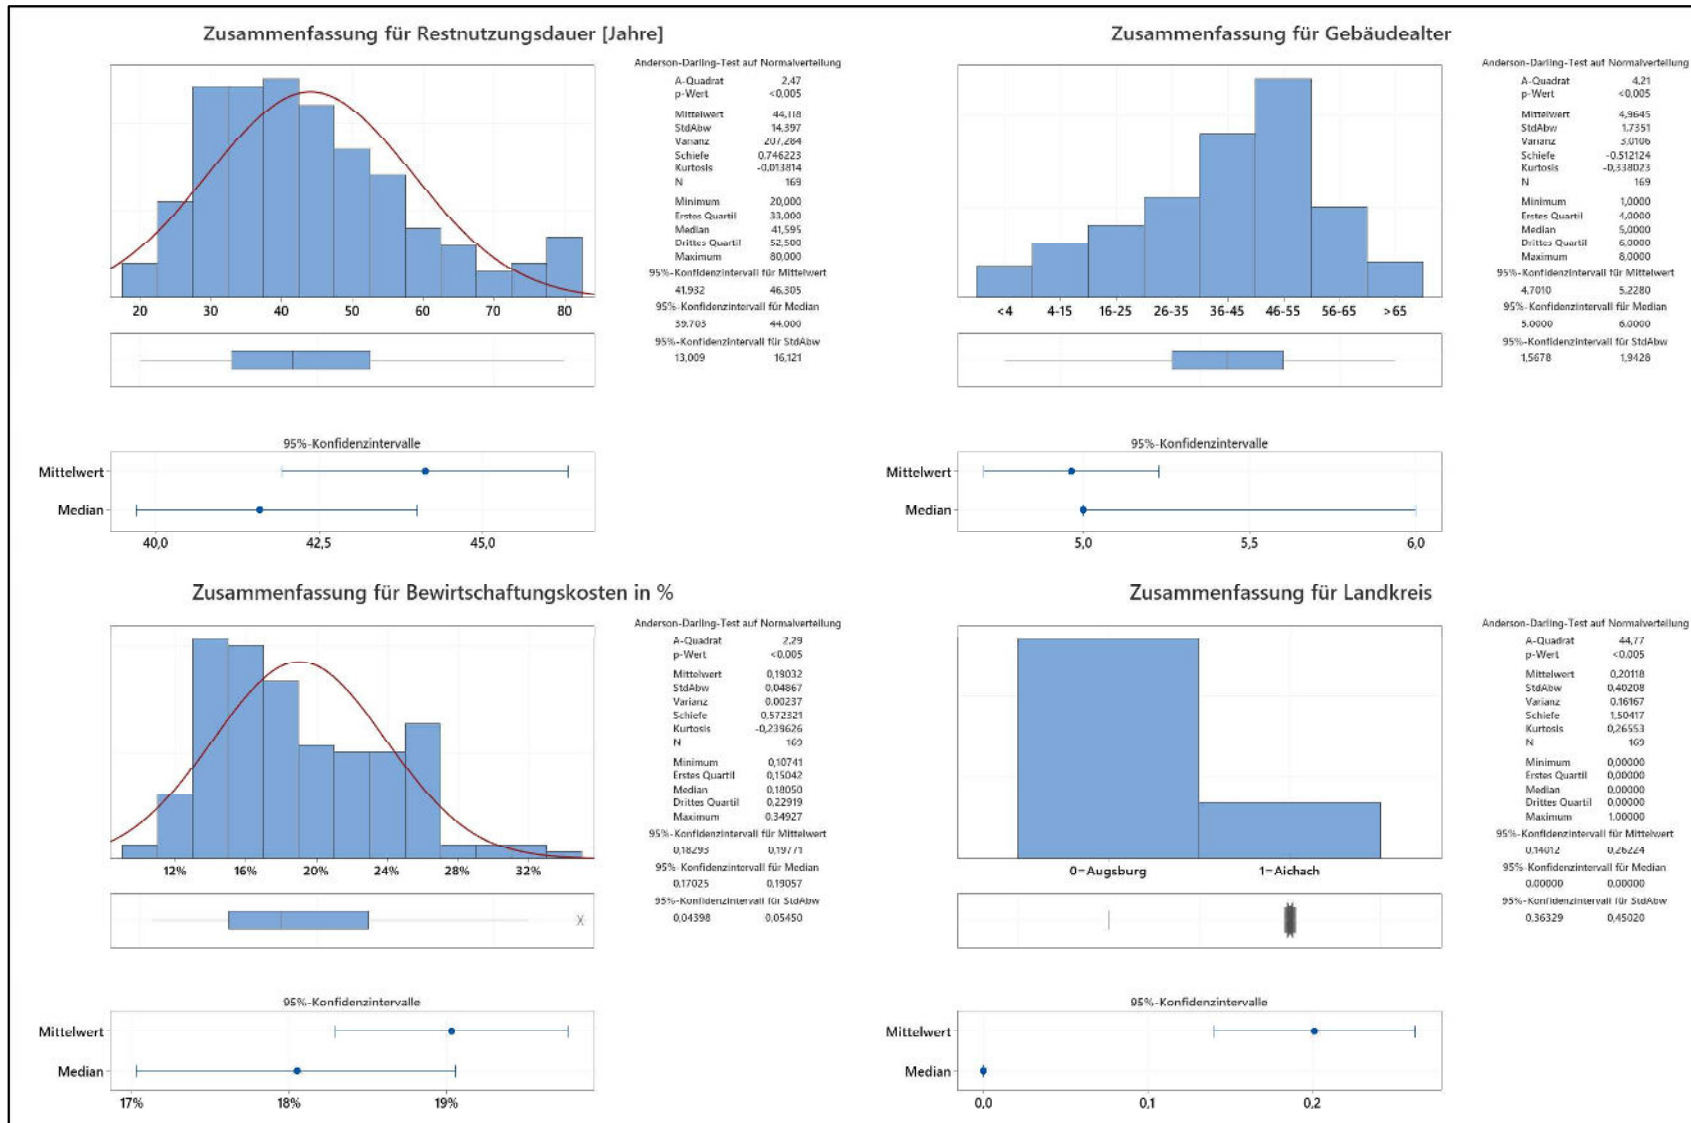 Zusammenfassung für Restnutzungsdauer [Jahre]
Anderson-Darling-Test auf Normalverteilung
A-Quadrat 2,47
p-Wert <0,005
Mittelwert 44,118
StdAbw 14,397
Varianz 207,284
Schiefe 0,746223
Kurtosis -0,013814
N 169
Minimum 20,000
Erstes Quartil 33,000
Median 41,595
Drittes Quartil 52,500
Maximum 80,000
95%-Konfidenzintervall für Mittelwert
41,932 46,305
95%-Konfidenzintervall für Median
39,703 44,000
95%-Konfidenzintervall für StdAbw
13,009 16,121
20 30 40 50 60 70 80
95%-Konfidenzintervalle
Mittelwert
Median
40,0 42,5 45,0
Zusammenfassung für Gebäudealter
Anderson-Darling-Test auf Normalverteilung
A-Quadrat 4,21
p-Wert <0,005
Mittelwert 4,9645
StdAbw 1,7351
Varianz 3,0106
Schiefe -0,512124
Kurtosis -0,338023
N 169
Minimum 1,0000
Erstes Quartil 4,0000
Median 5,0000
Drittes Quartil 6,0000
Maximum 8,0000
95%-Konfidenzintervall für Mittelwert
4,7010 5,2280
95%-Konfidenzintervall für Median
5,0000 6,0000
95%-Konfidenzintervall für StdAbw
1,5678 1,9428
<4 4-15 16-25 26-35 36-45 46-55 56-65 >65
95%-Konfidenzintervalle
Mittelwert
Median
5,0 5,5 6,0
Zusammenfassung für Bewirtschaftungskosten in %
Anderson-Darling-Test auf Normalverteilung
A-Quadrat 2,29
p-Wert <0,005
Mittelwert 0,19032
StdAbw 0,04867
Varianz 0,00237
Schiefe 0,572321
Kurtosis -0,239626
N 169
Minimum 0,10741
Erstes Quartil 0,15042
Median 0,18050
Drittes Quartil 0,22919
Maximum 0,34927
95%-Konfidenzintervall für Mittelwert
0,18293 0,19771
95%-Konfidenzintervall für Median
0,17025 0,19057
95%-Konfidenzintervall für StdAbw
0,04398 0,05450
12% 16% 20% 24% 28% 32%
95%-Konfidenzintervalle
Mittelwert
Median
17% 18% 19%
Zusammenfassung für Landkreis
Anderson-Darling-Test auf Normalverteilung
A-Quadrat 44,77
p-Wert <0,005
Mittelwert 0,20118
StdAbw 0,40208
Varianz 0,16167
Schiefe 1,50417
Kurtosis 0,26553
N 169
Minimum 0,00000
Erstes Quartil 0,00000
Median 0,00000
Drittes Quartil 0,00000
Maximum 1,00000
95%-Konfidenzintervall für Mittelwert
0,14012 0,26224
95%-Konfidenzintervall für Median
0,00000 0,00000
95%-Konfidenzintervall für StdAbw
0,36329 0,45020
0-Augsburg 1-Aichach
95%-Konfidenzintervalle
Mittelwert
Median
0,0 0,1 0,2